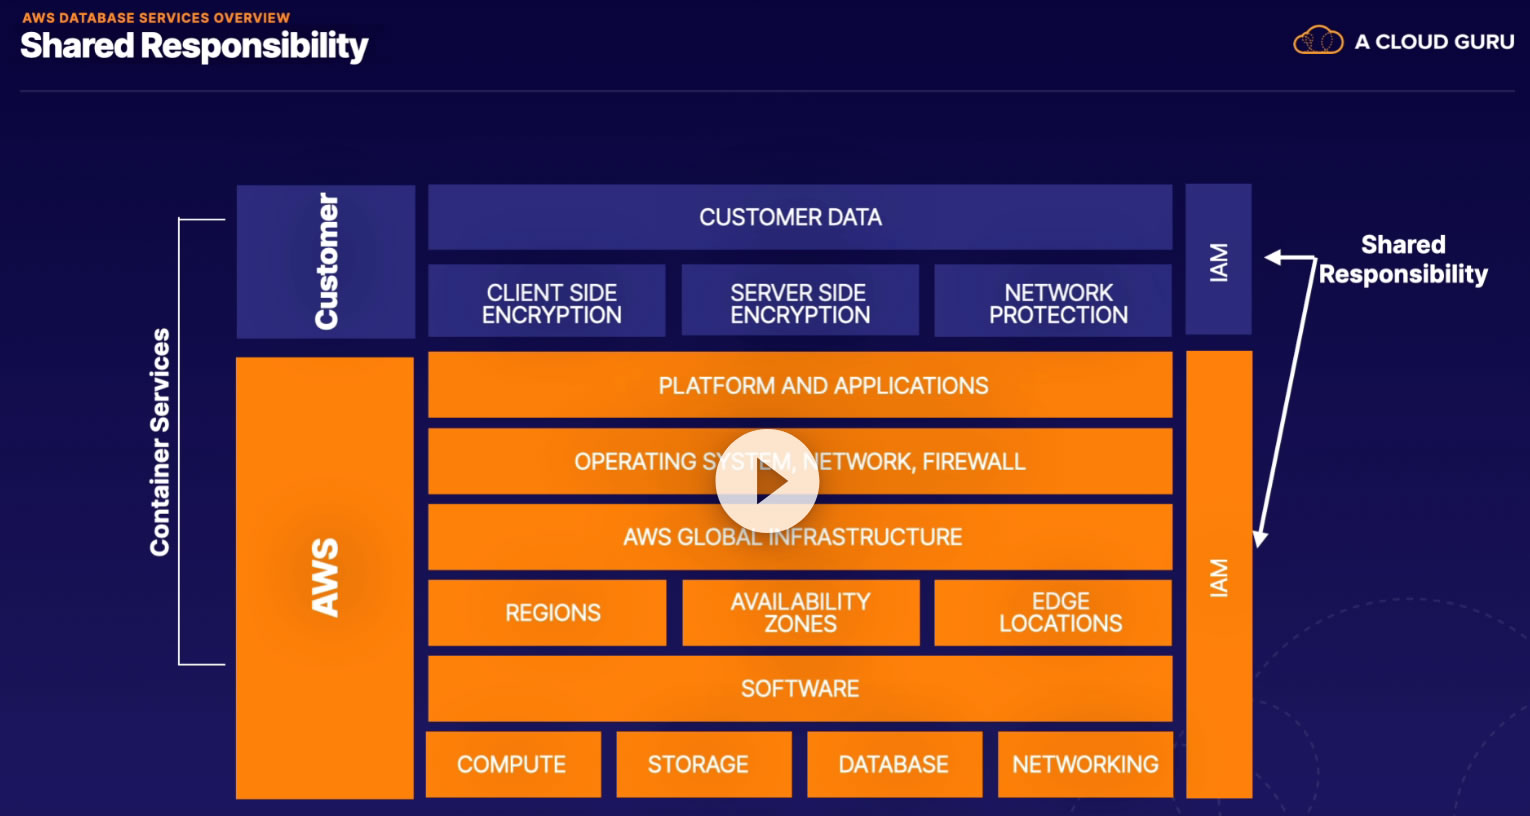 AWS DATABASE SERVICES OVERVIEW
Shared Responsibility
A CLOUD GURU
Container Services
Customer
CUSTOMER DATA
IAM
Shared
Responsibility
CLIENT SIDE
ENCRYPTION
SERVER SIDE
ENCRYPTION
NETWORK
PROTECTION
AWS
PLATFORM AND APPLICATIONS
OPERATING SYSTEM, NETWORK, FIREWALL
AWS GLOBAL INFRASTRUCTURE
IAM
REGIONS
AVAILABILITY
ZONES
EDGE
LOCATIONS
SOFTWARE
COMPUTE
STORAGE
DATABASE
NETWORKING